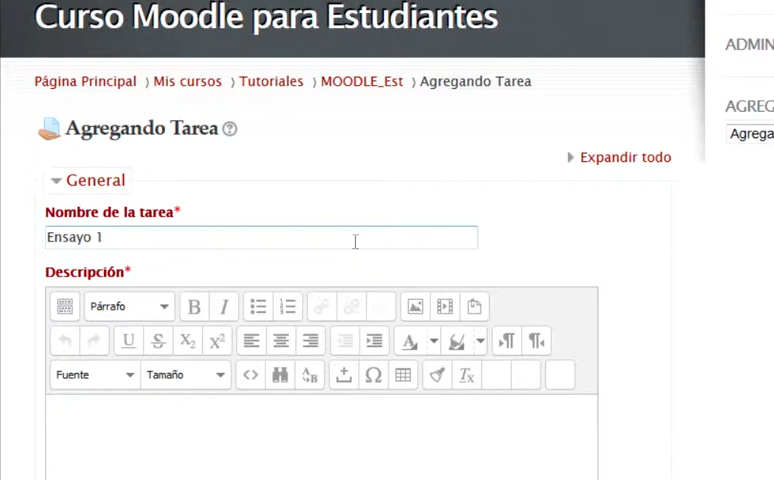 Curso Moodle para Estudiantes
ADMIN
Página Principal 〉Mis cursos 〉Tutoriales 〉MOODLE_Est 〉Agregando Tarea
AGREG
Agrega
Agregando Tarea
Expandir todo
General
Nombre de la tarea*
Ensayo 1
Descripción*
Párrafo B I
U S X2 X2 A
Fuente Tamaño Tx